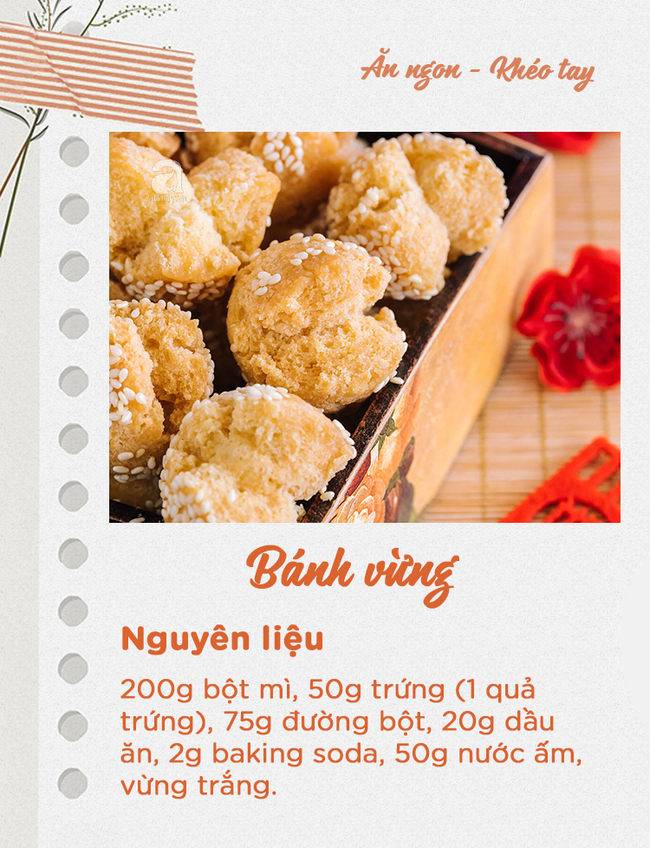 Ăn ngon - Khéo tay
Bánh vừng
Nguyên liệu
200g bột mì, 50g trứng (1 quả
trứng), 75g đường bột, 20g dầu
ăn, 2g baking soda, 50g nước ấm,
vừng trắng.